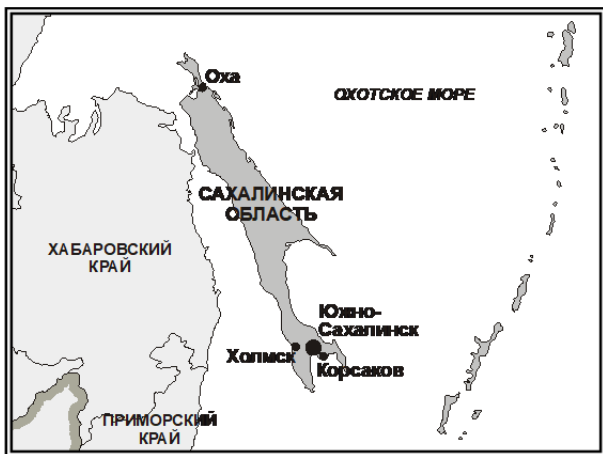 Оха
ОХОТСКОЕ МОРЕ
САХАЛИНСКАЯ
ОБЛАСТЬ
ХАБАРОВСКИЙ
КРАЙ
ЮЖНО-
САХАЛИНСК
Холмск
Корсаков
ПРИМОРСКИЙ
КРАЙ